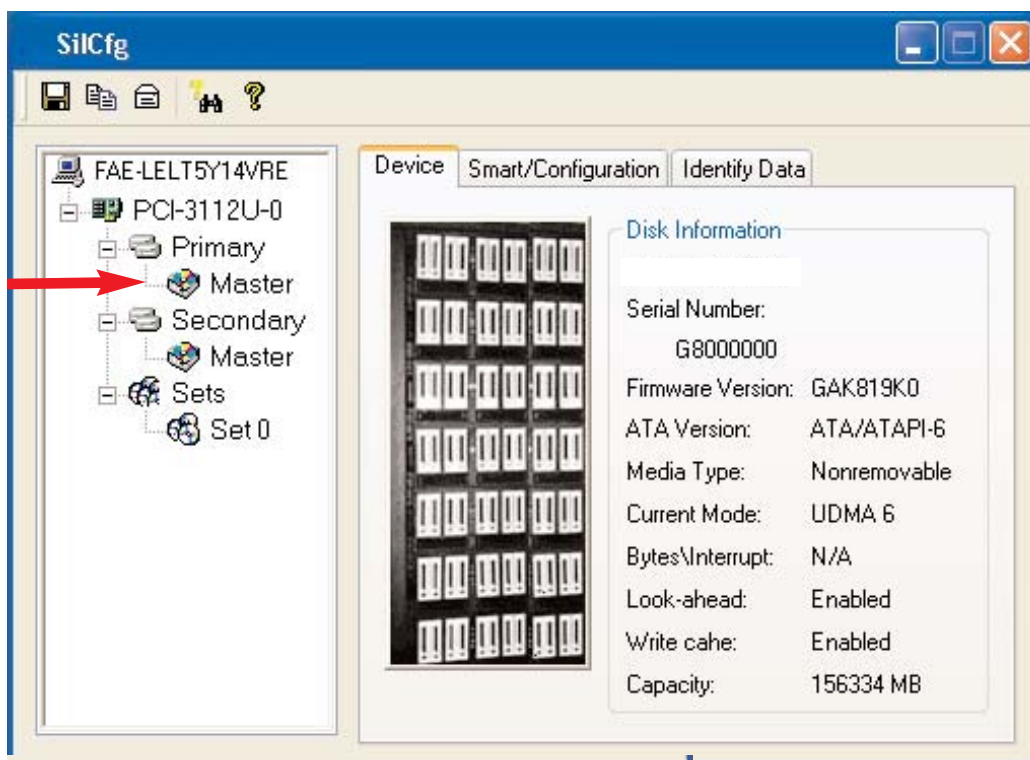 SilCfg
FAE-LELT5Y14VRE
PCI-3112U-0
Primary
Master
Secondary
Master
Sets
Set 0
Device Smart/Configuration Identify Data
Disk Information
Serial Number:
G8000000
Firmware Version: GAK819K0
ATA Version: ATA/ATAPI-6
Media Type: Nonremovable
Current Mode: UDMA 6
Bytes\Interrupt: N/A
Look-ahead: Enabled
Write cahe: Enabled
Capacity: 156334 MB